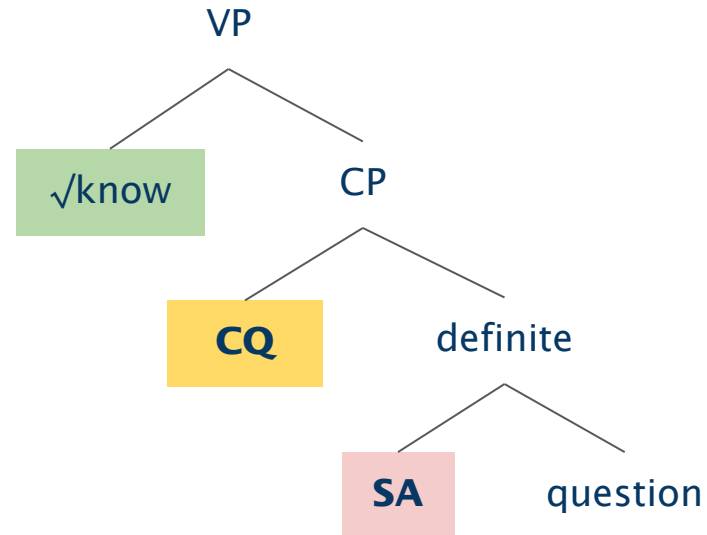 VP
√know
CP
CQ
definite
SA
question